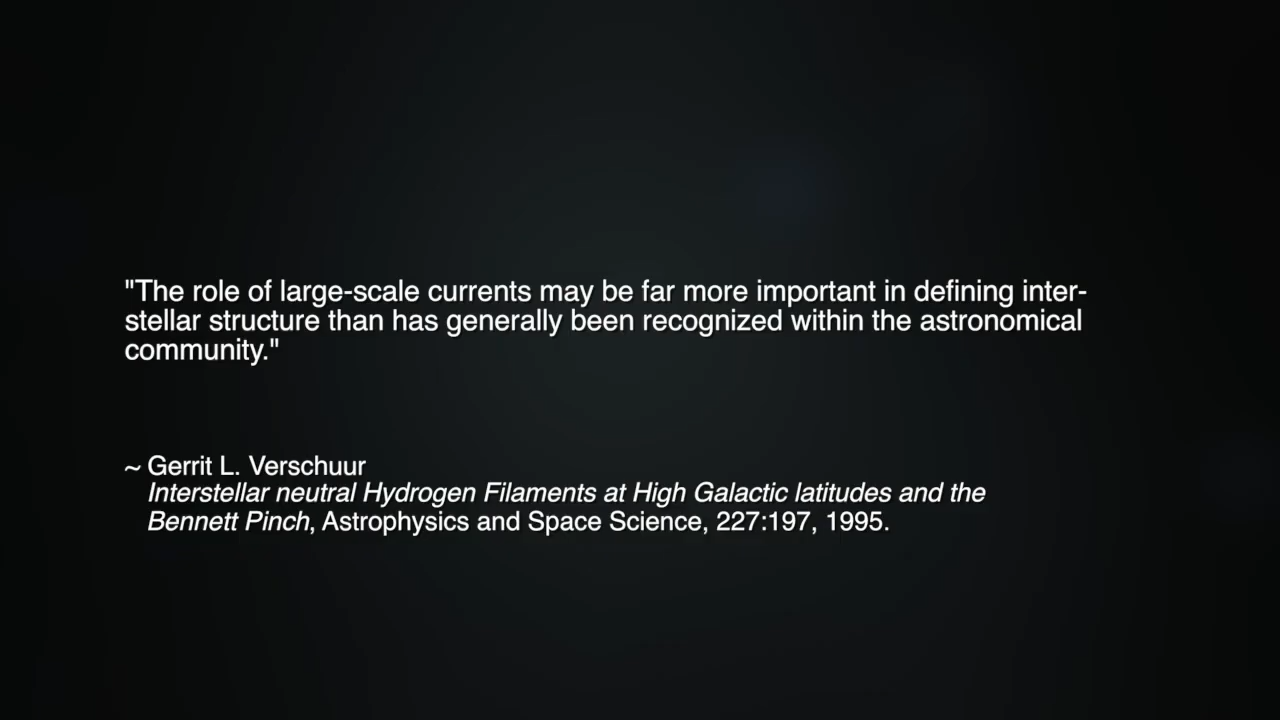 "The role of large-scale currents may be far more important in defining inter-
stellar structure than has generally been recognized within the astronomical
community."
~ Gerrit L. Verschuur
Interstellar neutral Hydrogen Filaments at High Galactic latitudes and the
Bennett Pinch, Astrophysics and Space Science, 227:197, 1995.